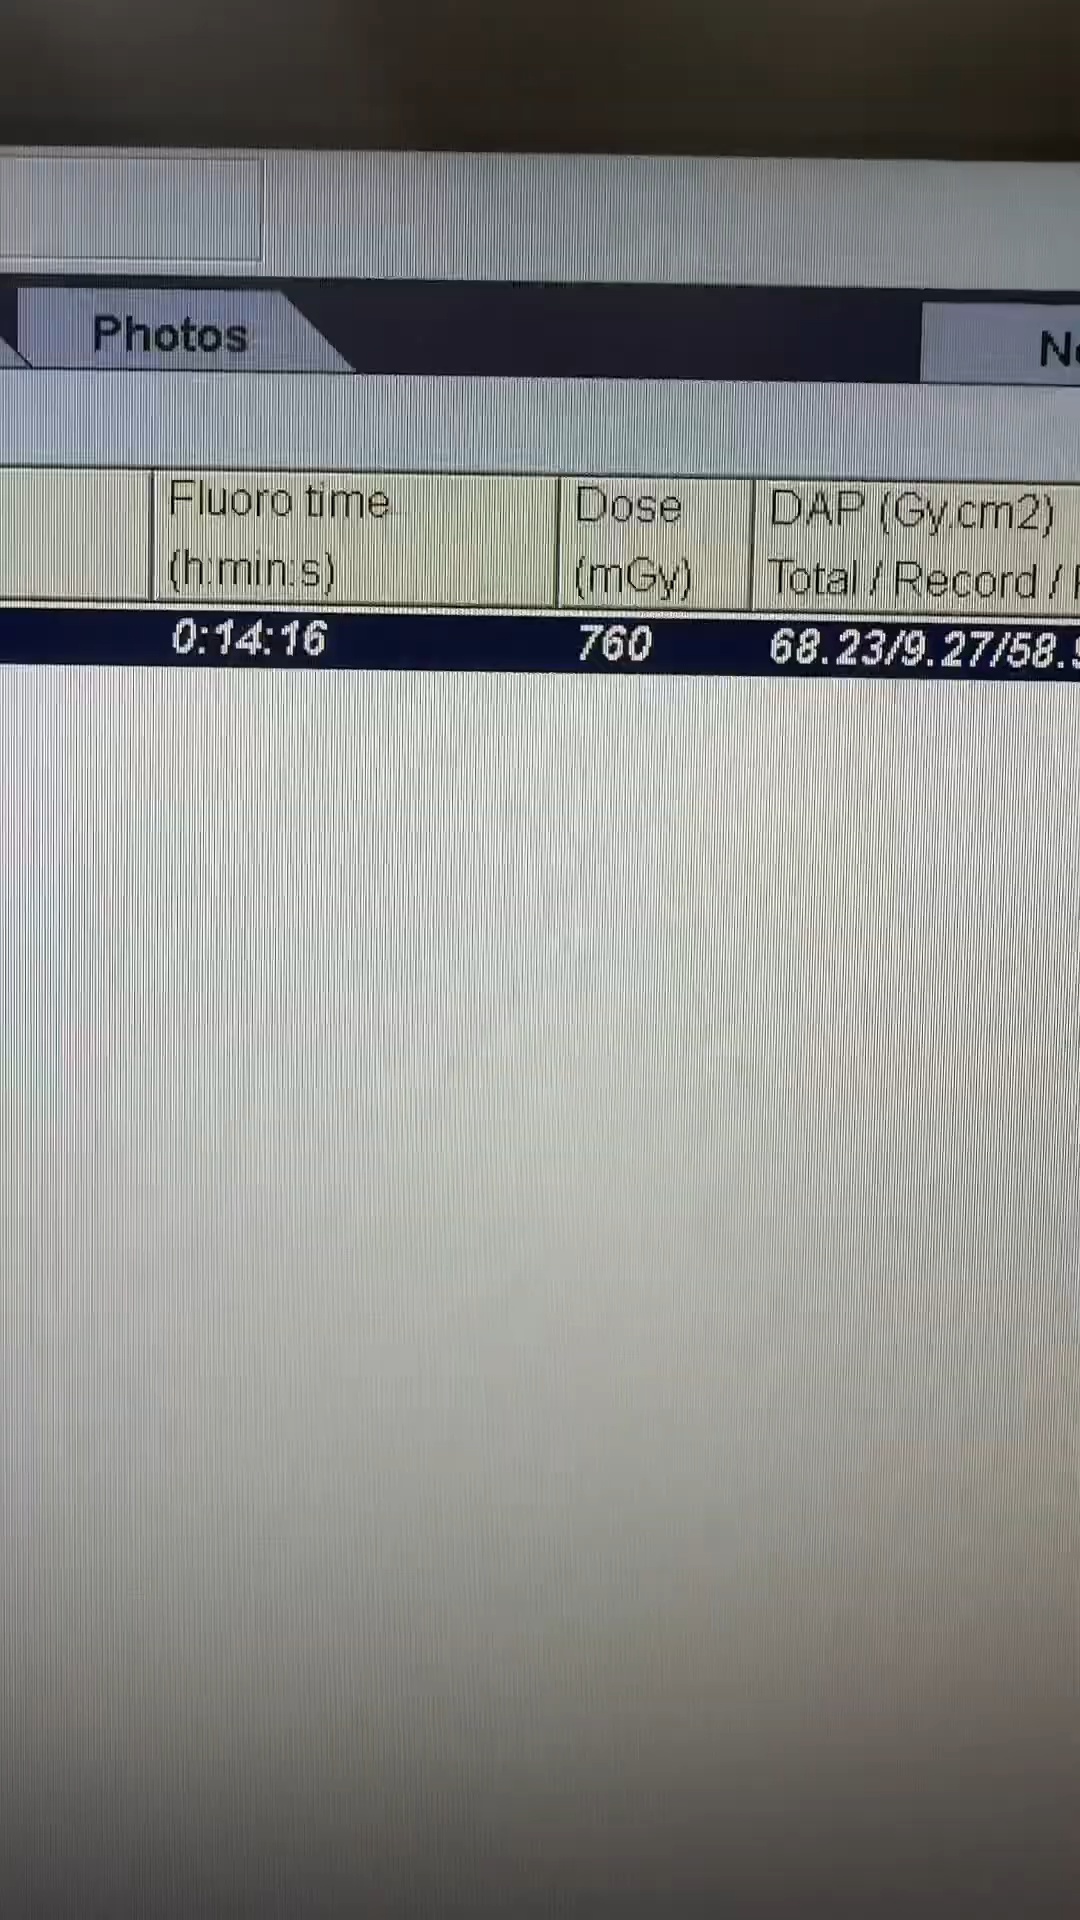 Photos
Fluoro time
(h:min:s)
Dose
(mGy)
DAP (Gy.cm2)
Total / Record /
0:14:16
760
68.23/9.27/58.